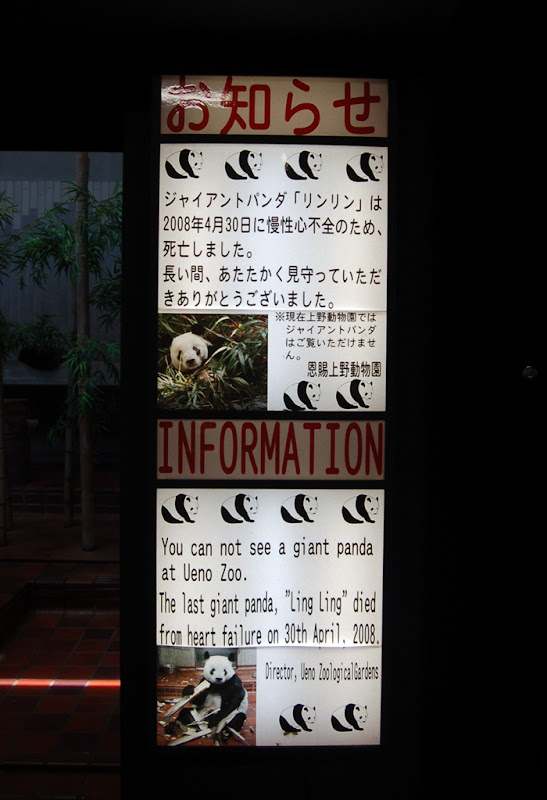 お知らせ
ジャイアントパンダ「リンリン」は
2008年4月30日に慢性心不全のため、
死亡しました。
長い間、あたたかく見守っていただ
きありがとうございました。
※現在上野動物園では
ジャイアントパンダ
はご覧いただけませ
ん。
恩賜上野動物園
INFORMATION
You can not see a giant panda
at Ueno Zoo.
The last giant panda, ”Ling Ling” died
from heart failure on 30th April, 2008.
Director, Ueno ZoologicalGardens